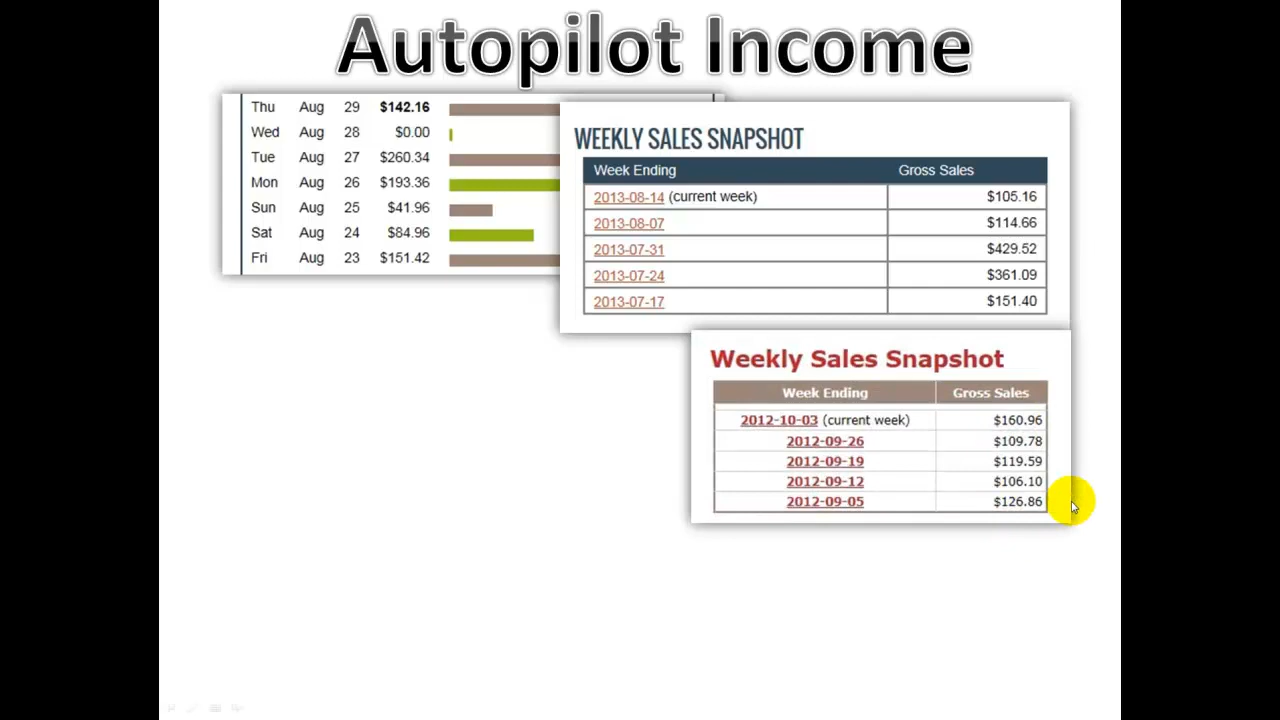 Autopilot Income
Thu Aug 29 $142.16
Wed Aug 28 $0.00
Tue Aug 27 $260.34
Mon Aug 26 $193.36
Sun Aug 25 $41.96
Sat Aug 24 $84.96
Fri Aug 23 $151.42
WEEKLY SALES SNAPSHOT
Week Ending Gross Sales
2013-08-14 (current week) $105.16
2013-08-07 $114.66
2013-07-31 $429.52
2013-07-24 $361.09
2013-07-17 $151.40
Weekly Sales Snapshot
Week Ending Gross Sales
2012-10-03 (current week) $160.96
2012-09-26 $109.78
2012-09-19 $119.59
2012-09-12 $106.10
2012-09-05 $126.86